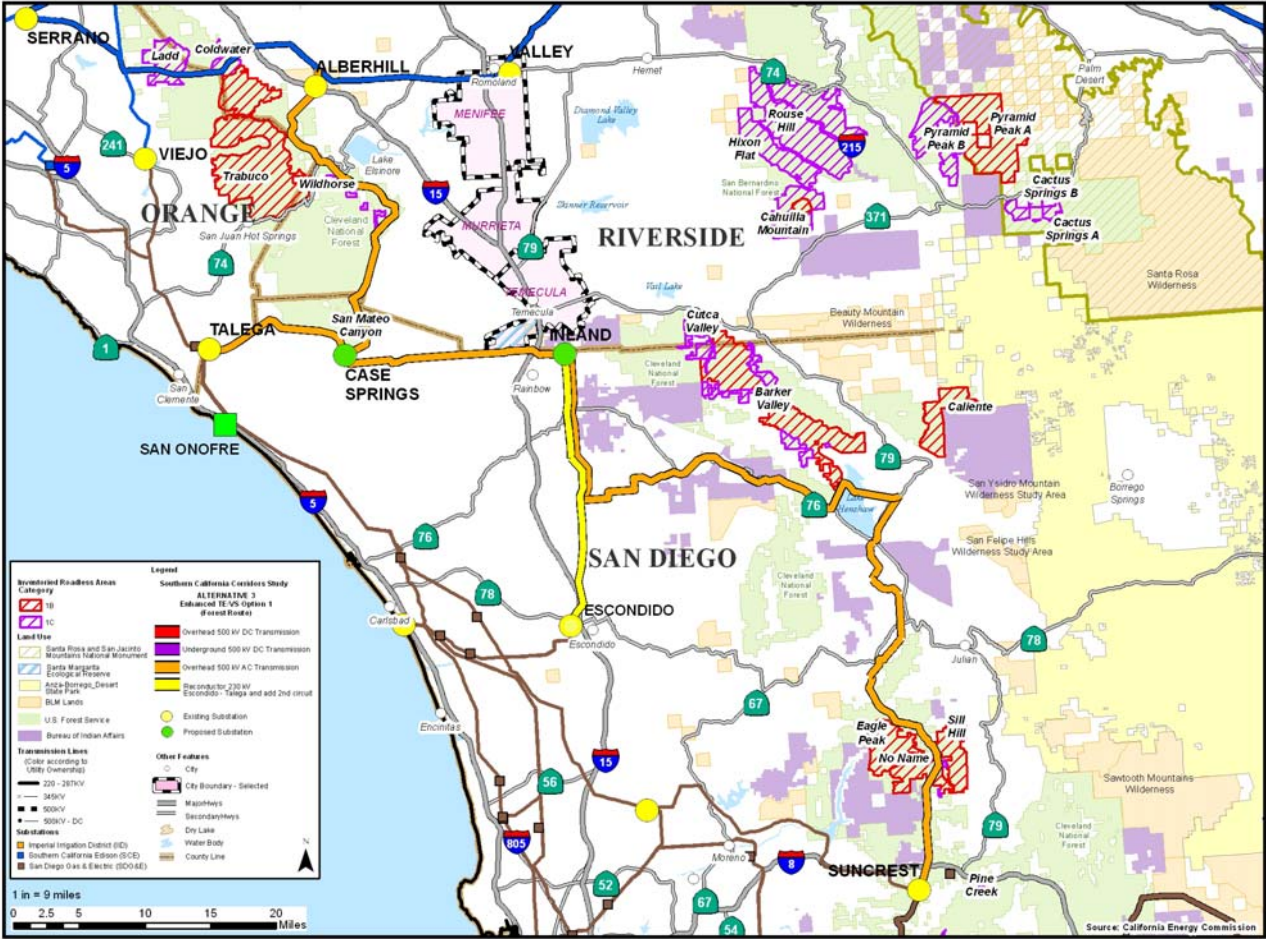 SERRANO
Ladd
Coldwater
ALBERHILL
VALLEY
Romoland
Hemet
74
Palm
Desert
MENIFEE
Diamond Valley
Lake
241
5
VIEJO
Lake
Elsinore
Trabuco
Wildhorse
15
Rouse
Hill
Hixon
Flat
215
Pyramid
Peak B
Pyramid
Peak A
San Bernardino
National Forest
Cactus
Springs B
Cactus
Springs A
ORANGE
San Juan Hot Springs
Cleveland
National
Forest
Skinner Reservoir
MURRIETA
79
RIVERSIDE
Cahuilla
Mountain
371
74
Santa Rosa
Wilderness
TEMECULA
Temecula
Vail Lake
TALEGA
San Mateo
Canyon
INLAND
Cutca
Valley
Beauty Mountain
Wilderness
1
CASE
SPRINGS
Rainbow
Cleveland
National
Forest
San
Clemente
Barker
Valley
Caliente
SAN ONOFRE
79
5
76
Lake
Henshaw
San Ysidro Mountain
Wilderness Study Area
Borrego
Springs
76
SAN DIEGO
San Felipe Hills
Wilderness Study Area
78
Cleveland
National
Forest
ESCONDIDO
Escondido
Carlsbad
78
Julian
67
Encinitas
Eagle
Peak
Sill
Hill
No Name
15
56
Sawtooth Mountains
Wilderness
805
79
Cleveland
National
Forest
Moreno
8
SUNCREST
Pine
Creek
52
67
54
Legend
Inventoried Roadless Areas
Category
1B
1C
Land Use
Santa Rosa and San Jacinto
Mountains National Monument
Santa Margarita
Ecological Reserve
Anza-Borrego_Desert
State Park
BLM Lands
U.S. Forest Service
Bureau of Indian Affairs
Transmission Lines
(Color according to
Utility Ownership)
220 - 287kV
345kV
500kV
500kV - DC
Substations
Imperial Irrigation District (IID)
Southern California Edison (SCE)
San Diego Gas & Electric (SDG&E)
Southern California Corridors Study
ALTERNATIVE 3
Enhanced TE/VS Option 1
(Forest Route)
Overhead 500 kV DC Transmission
Underground 500 kV DC Transmission
Overhead 500 kV AC Transmission
Reconductor 230 kV
Escondido - Talega and add 2nd circuit
Existing Substation
Proposed Substation
Other Features
City
City Boundary - Selected
MajorHwys
SecondaryHwys
Dry Lake
Water Body
County Line
N
1 in = 9 miles
0 2.5 5 10 15 20
Miles
Source: California Energy Commission